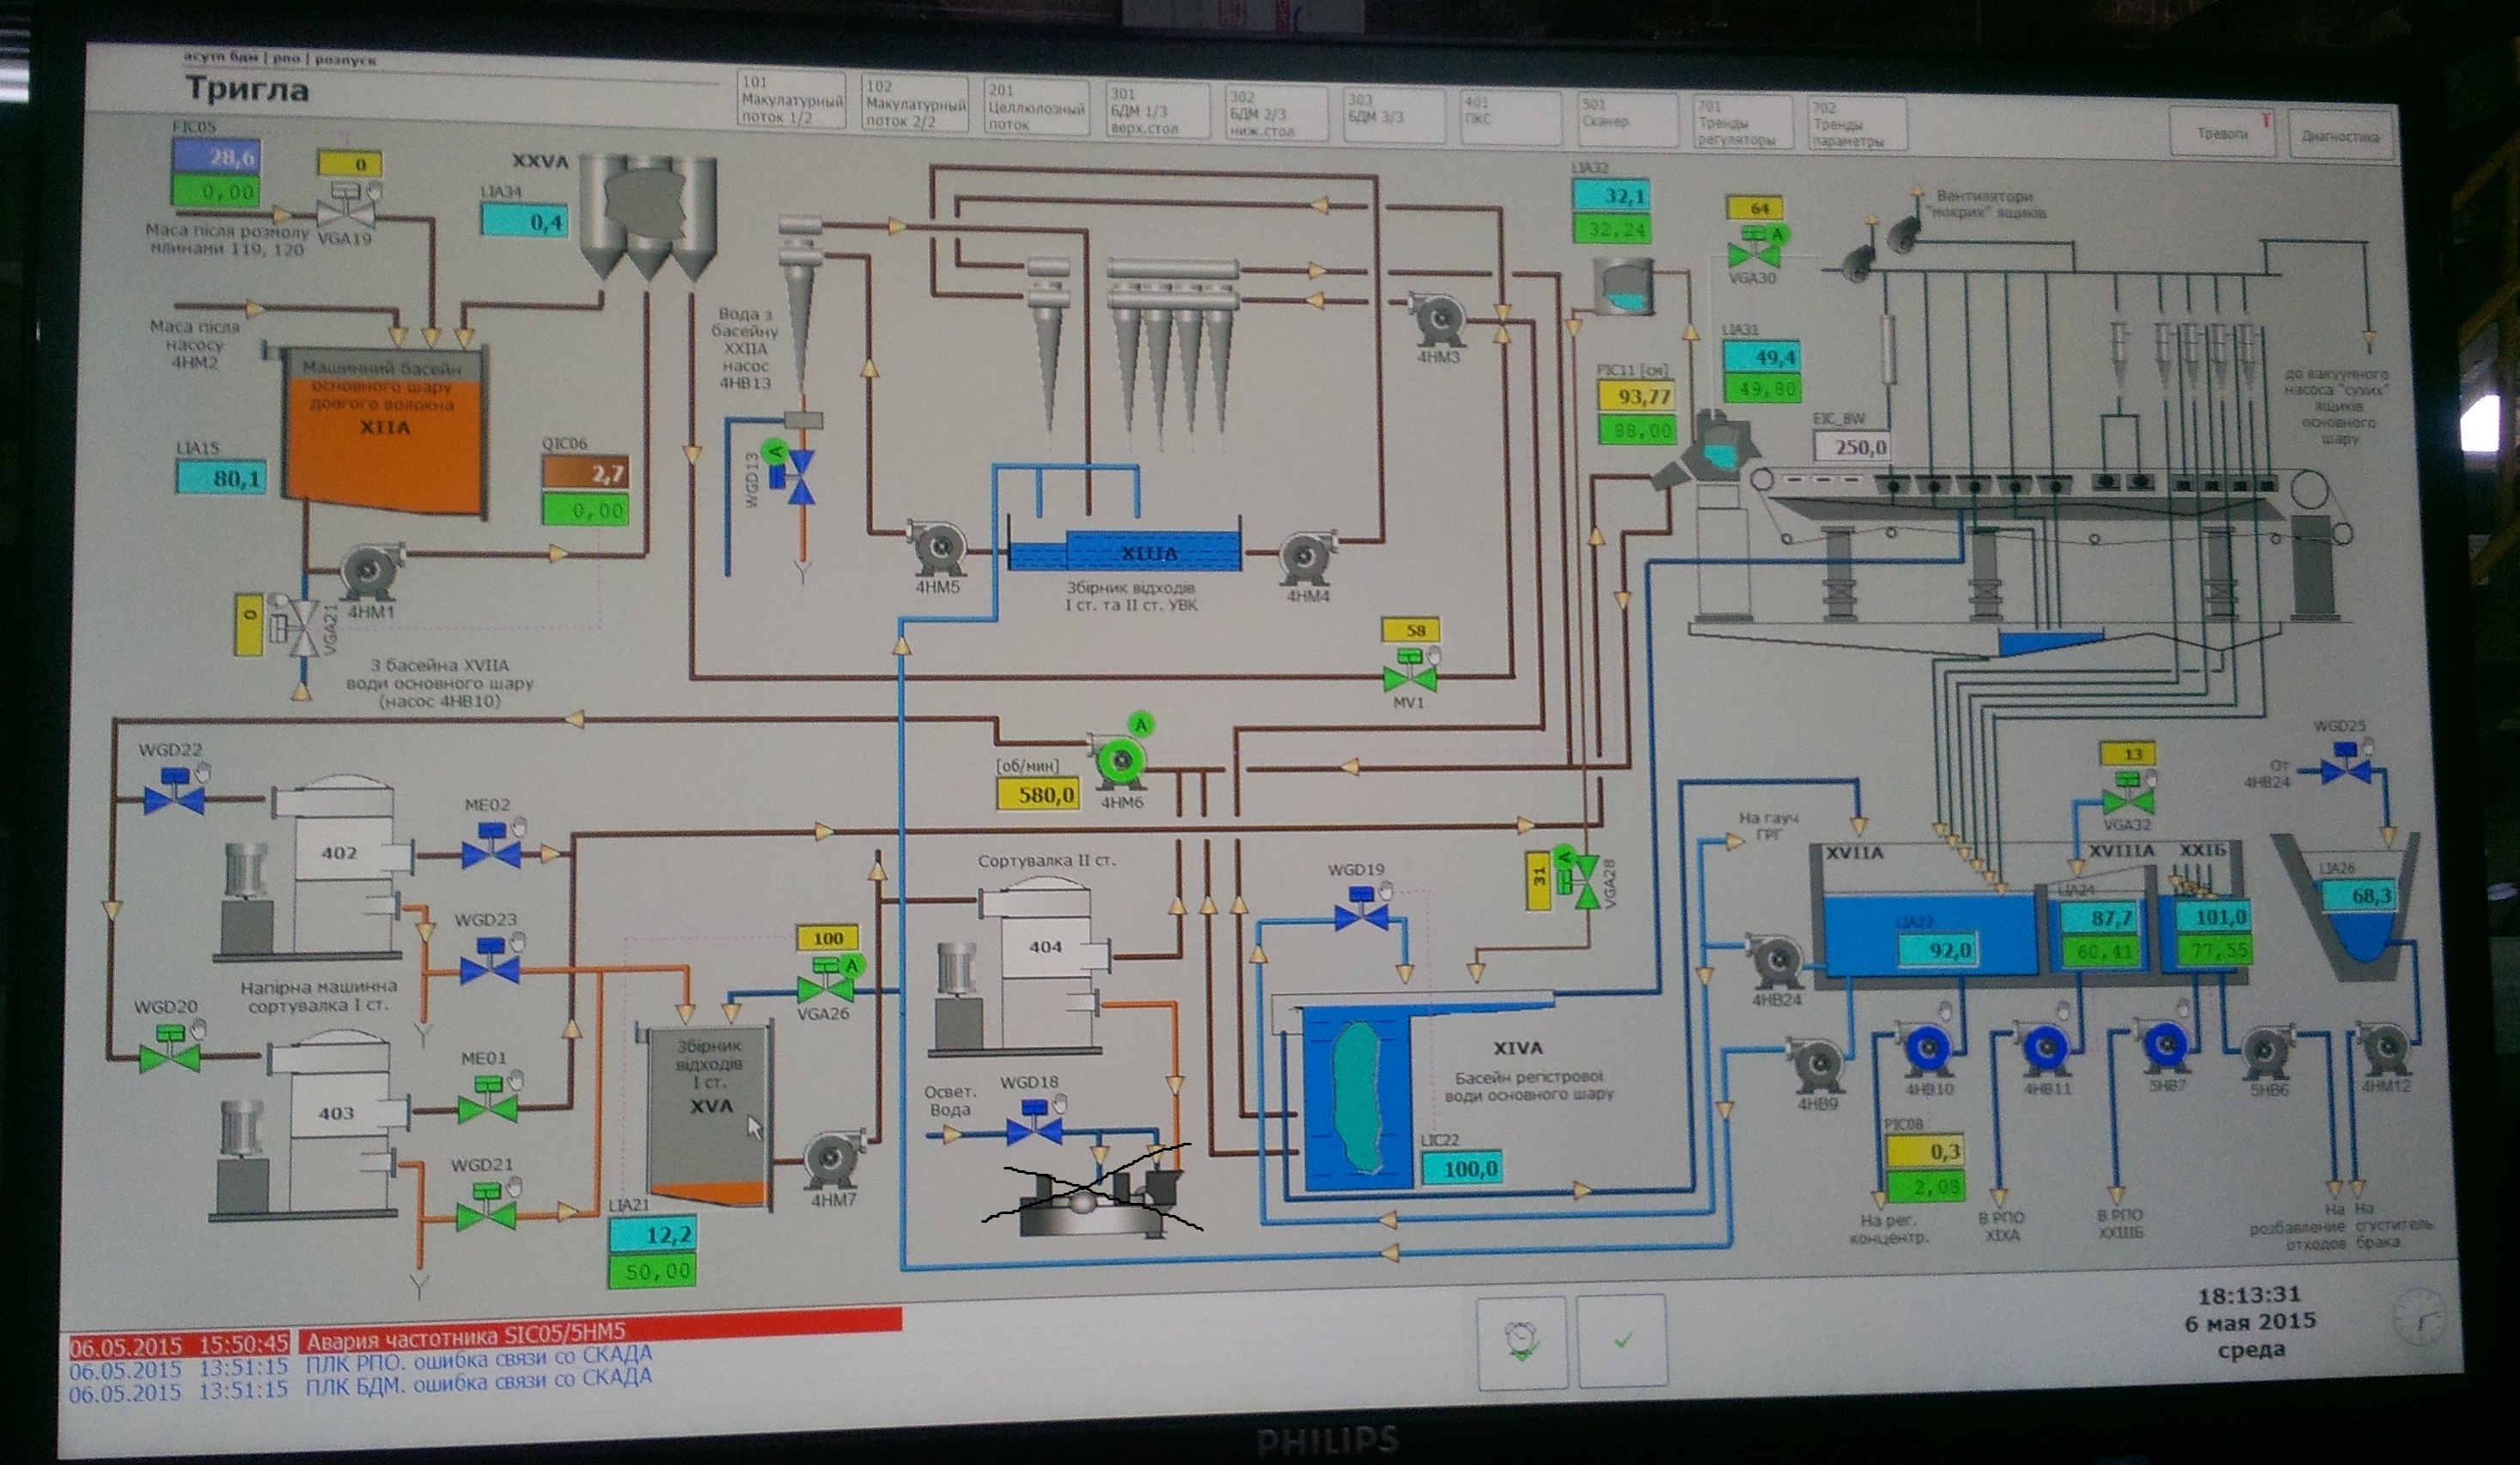 асутп бдм | рпо | розпуск
Тригла
101
Макулатурный
поток 1/2
102
Макулатурный
поток 2/2
201
Целлюлозный
поток
301
БДМ 1/3
верх.стол
302
БДМ 2/3
ниж.стол
303
БДМ 3/3
401
ПКС
501
Сканер
701
Тренды
регуляторы
702
Тренды
параметры
Тревоги
Диагностика
FIC05
28,6
0,00
0
VGA19
Маса після розмолу
млинами 119, 120
Маса після
насосу
4НМ2
XXVA
LIA34
0,4
Машинний басейн
основного шару
довгого волокна
XIIA
LIA15
80,1
QIC06
2,7
0,00
4НМ1
0
VGA21
З басейна XVIIA
води основного шару
(насос 4НВ10)
Вода з
басейну
XXIIA
насос
4НВ13
WGD13
A
4НМ5
XIIIA
4НМ4
Збірник відходів
I ст. та II ст. УВК
4НМ3
58
MV1
LIA32
32,1
32,24
64
A
VGA30
Вентилятори
"мокрих" ящиків
LIA31
49,4
49,80
PIC11 [см]
93,77
88,00
EIC_BW
250,0
до вакуумного
насоса "сухих"
ящиків
основного
шару
WGD22
402
ME02
WGD23
Напірна машинна
сортувалка I ст.
WGD20
403
ME01
WGD21
A
[об/мин]
580,0
4НМ6
100
A
VGA26
Збірник
відходів
I ст.
XVA
LIA21
12,2
50,00
4НМ7
Сортувалка II ст.
404
Освет.
Вода
WGD18
WGD19
31
A
VGA28
XIVA
Басейн регістрової
води основного шару
LIC22
100,0
На гауч
ГРГ
4НВ24
4НВ9
XVIIA
LIA23
92,0
13
VGA32
XVIIIA
LIA24
87,7
60,41
XXIБ
101,0
77,55
WGD25
От
4НВ24
LIA26
68,3
4НВ10
4НВ11
5НВ7
5НВ6
4НМ12
PIC08
0,3
2,08
На рег.
концентр.
В РПО
XIXA
В РПО
XXIIIБ
На
розбавление
отходов
На
сгуститель
брака
06.05.2015 15:50:45 Авария частотника SIC05/5НМ5
06.05.2015 13:51:15 ПЛК РПО. ошибка связи со СКАДА
06.05.2015 13:51:15 ПЛК БДМ. ошибка связи со СКАДА
18:13:31
6 мая 2015
среда
PHILIPS